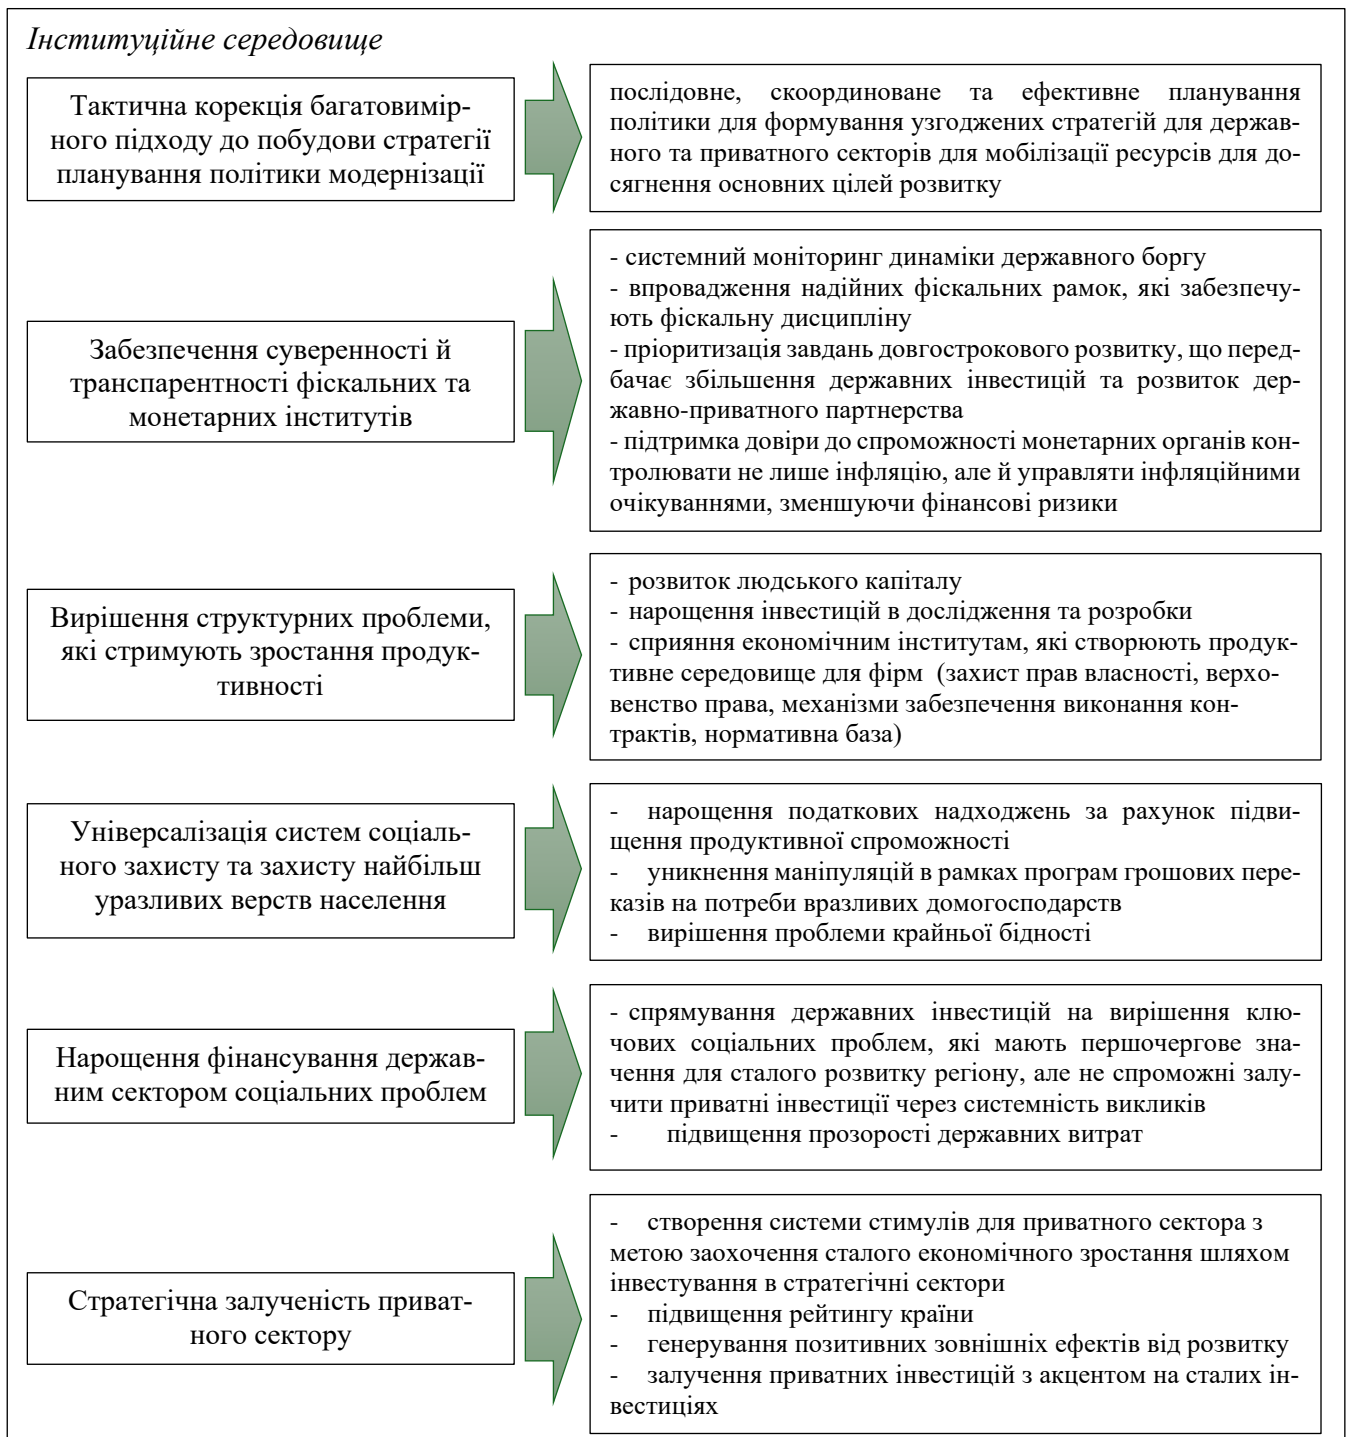 Інституційне середовище
Тактична корекція багатовимір-
ного підходу до побудови стратегії
планування політики модернізації
послідовне, скоординоване та ефективне планування
політики для формування узгоджених стратегій для держав-
ного та приватного секторів для мобілізації ресурсів для до-
сягнення основних цілей розвитку
Забезпечення суверенності й
транспарентності фіскальних та
монетарних інститутів
- системний моніторинг динаміки державного боргу
- впровадження надійних фіскальних рамок, які забезпечу-
ють фіскальну дисципліну
- пріоритизація завдань довгострокового розвитку, що перед-
бачає збільшення державних інвестицій та розвиток дер-
жавно-приватного партнерства
- підтримка довіри до спроможності монетарних органів кон-
тролювати не лише інфляцію, але й управляти інфляційними
очікуваннями, зменшуючи фінансові ризики
Вирішення структурних проблеми,
які стримують зростання продук-
тивності
- розвиток людського капіталу
- нарощення інвестицій в дослідження та розробки
- сприяння економічним інститутам, які створюють продук-
тивне середовище для фірм (захист прав власності, верхо-
венство права, механізми забезпечення виконання кон-
трактів, нормативна база)
Універсалізація систем соціаль-
ного захисту та захисту найбільш
уразливих верств населення
- нарощення податкових надходжень за рахунок підви-
щення продуктивної спроможності
- уникнення маніпуляцій в рамках програм грошових пере-
казів на потреби вразливих домогосподарств
- вирішення проблеми крайньої бідності
Нарощення фінансування держав-
ним сектором соціальних проблем
- спрямування державних інвестицій на вирішення клю-
чових соціальних проблем, які мають першочергове зна-
чення для сталого розвитку регіону, але не спроможні залу-
чити приватні інвестиції через системність викликів
- підвищення прозорості державних витрат
Стратегічна залученість приват-
ного сектору
- створення системи стимулів для приватного сектора з
метою заохочення сталого економічного зростання шляхом
інвестування в стратегічні сектори
- підвищення рейтингу країни
- генерування позитивних зовнішніх ефектів від розвитку
- залучення приватних інвестицій з акцентом на сталих ін-
вестиціях